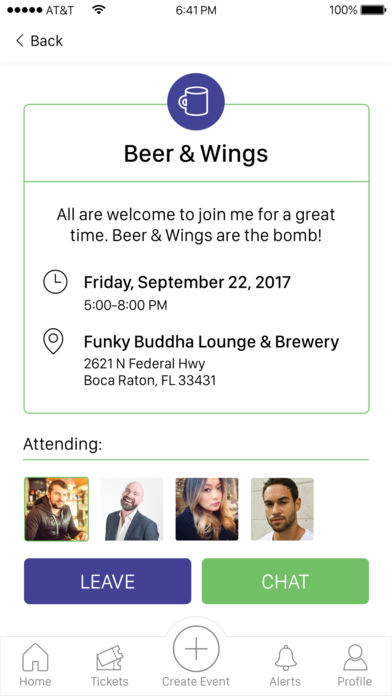 AT&T 6:41 PM 100%
Back
Beer & Wings
All are welcome to join me for a great
time. Beer & Wings are the bomb!
Friday, September 22, 2017
5:00-8:00 PM
Funky Buddha Lounge & Brewery
2621 N Federal Hwy
Boca Raton, FL 33431
Attending:
LEAVE CHAT
Home Tickets Create Event Alerts Profile